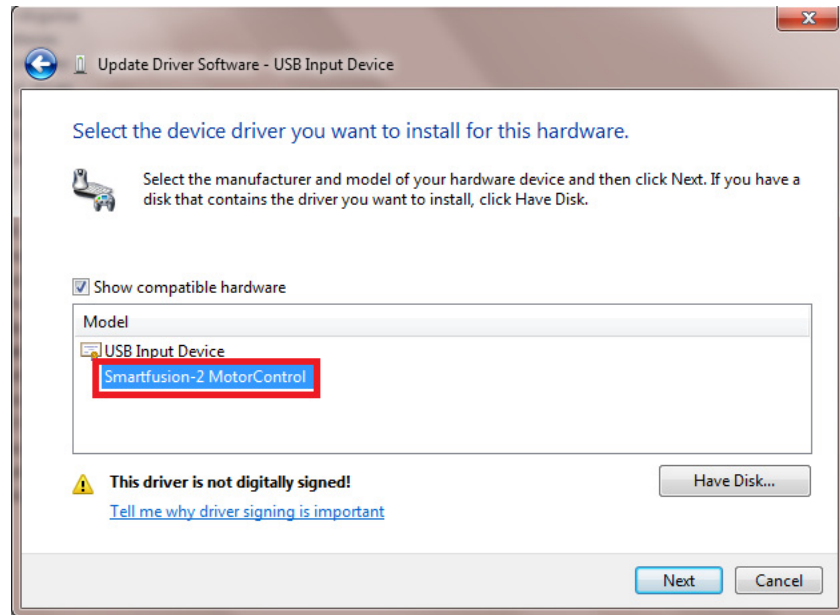 Update Driver Software - USB Input Device
Select the device driver you want to install for this hardware.
Select the manufacturer and model of your hardware device and then click Next. If you have a
disk that contains the driver you want to install, click Have Disk.
Show compatible hardware
Model
USB Input Device
Smartfusion-2 MotorControl
This driver is not digitally signed!
Have Disk...
Tell me why driver signing is important
Next
Cancel